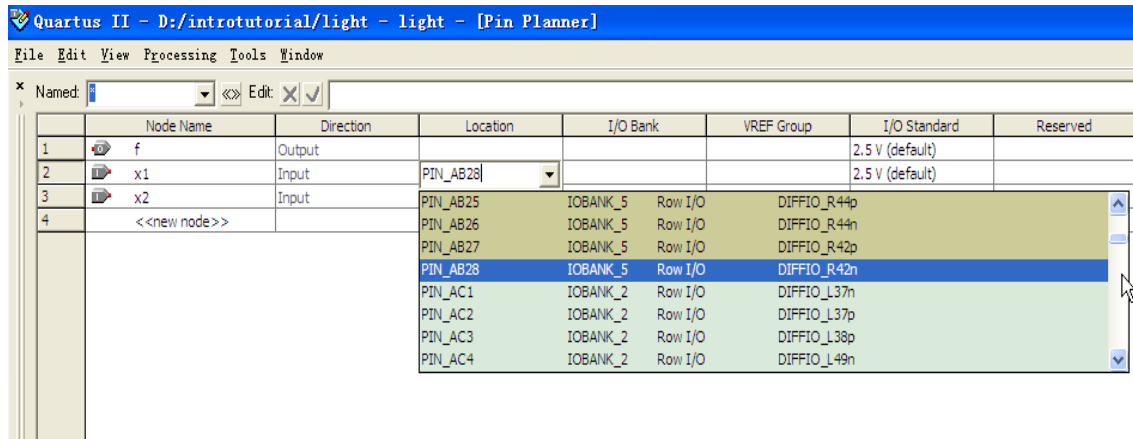 Quartus II - D:/introtutorial/light - light - [Pin Planner]
File Edit View Processing Tools Window
Named: * Edit:
Node Name Direction Location I/O Bank VREF Group I/O Standard Reserved
1 f Output 2.5 V (default)
2 x1 Input PIN_AB28 2.5 V (default)
3 x2 Input
4 <<new node>>
PIN_AB25 IOBANK_5 Row I/O DIFFIO_R44p
PIN_AB26 IOBANK_5 Row I/O DIFFIO_R44n
PIN_AB27 IOBANK_5 Row I/O DIFFIO_R42p
PIN_AB28 IOBANK_5 Row I/O DIFFIO_R42n
PIN_AC1 IOBANK_2 Row I/O DIFFIO_L37n
PIN_AC2 IOBANK_2 Row I/O DIFFIO_L37p
PIN_AC3 IOBANK_2 Row I/O DIFFIO_L38p
PIN_AC4 IOBANK_2 Row I/O DIFFIO_L49n